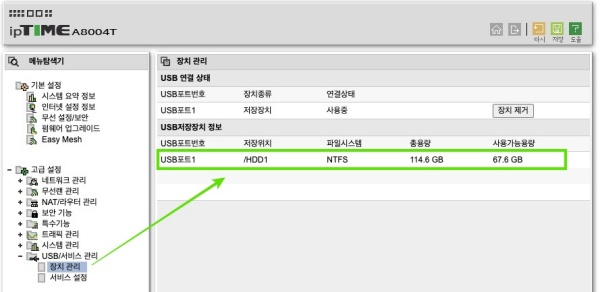 ipTIME A8004T
리시 저장 도움
메뉴탐색기
기본 설정
시스템 요약 정보
인터넷 설정 정보
무선 설정/보안
펌웨어 업그레이드
Easy Mesh
고급 설정
네트워크 관리
무선랜 관리
NAT/라우터 관리
보안 기능
특수기능
트래픽 관리
시스템 관리
USB/서비스 관리
장치 관리
서비스 설정
장치 관리
USB 연결 상태
USB포트번호 장치종류 연결상태
USB포트1 저장장치 사용중 장치 제거
USB저장장치 정보
USB포트번호 저장위치 파일시스템 총용량 사용가능용량
USB포트1 /HDD1 NTFS 114.6 GB 67.6 GB